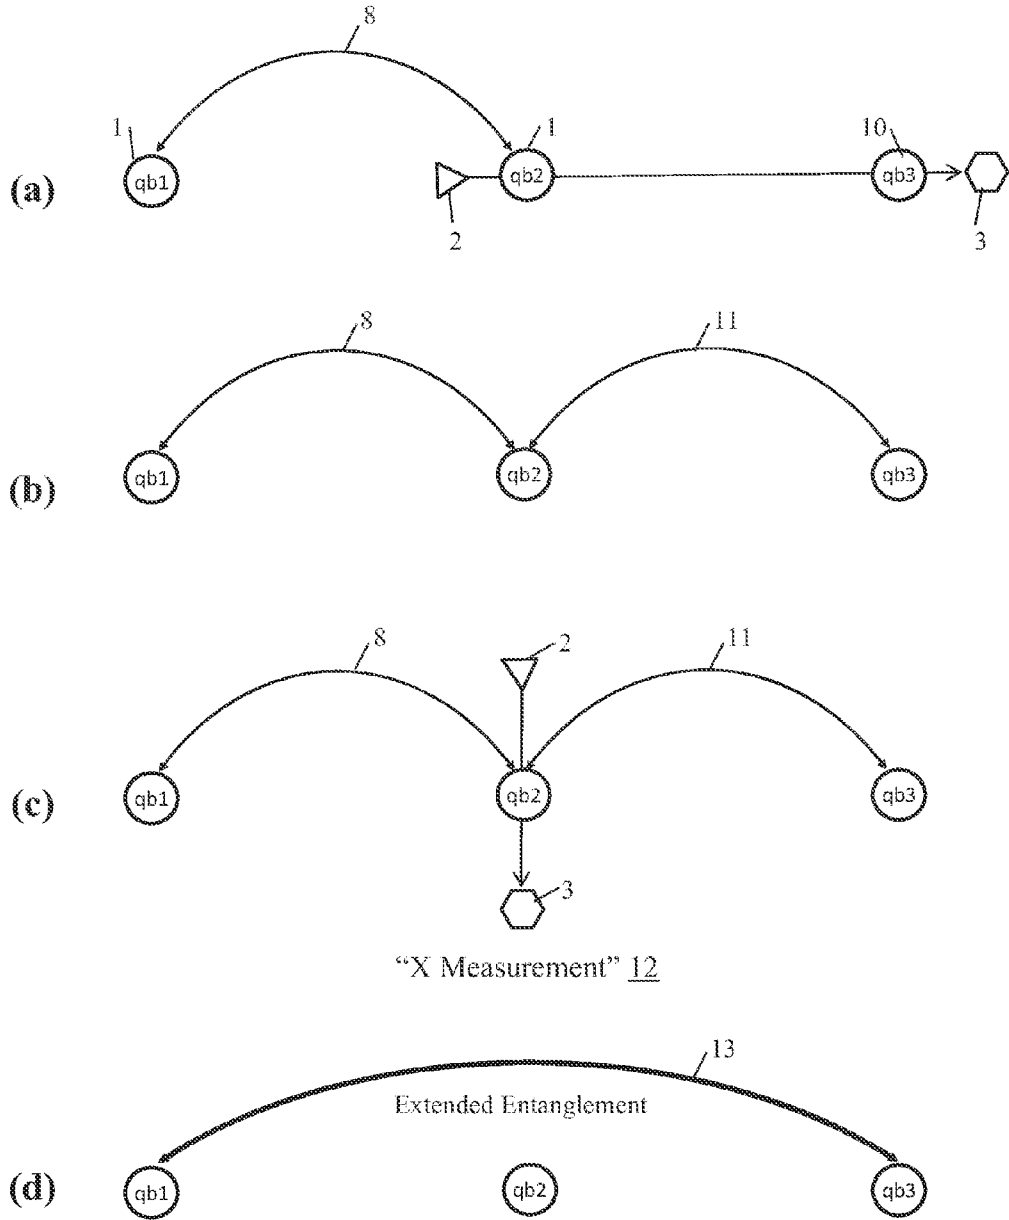 8
1 1 10
(a) qb1 qb2 qb3
2 3
8 11
(b) qb1 qb2 qb3
8 2 11
(c) qb1 qb2 qb3
3
“X Measurement” 12
13
Extended Entanglement
(d) qb1 qb2 qb3